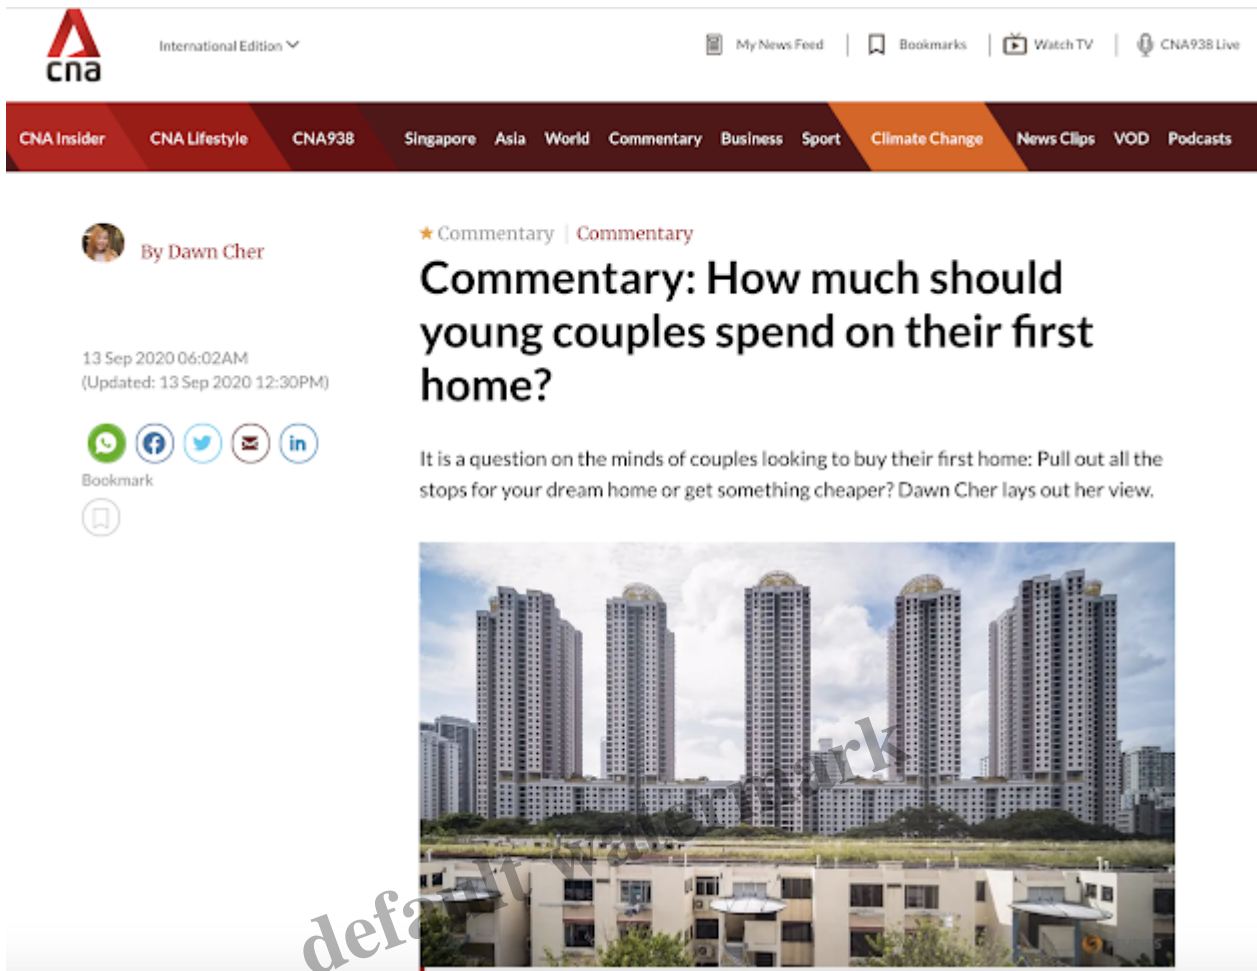 cna
International Edition
My News Feed | Bookmarks | Watch TV | CNA938 Live
CNA Insider CNA Lifestyle CNA938 Singapore Asia World Commentary Business Sport Climate Change News Clips VOD Podcasts
By Dawn Cher
13 Sep 2020 06:02AM
(Updated: 13 Sep 2020 12:30PM)
in
Bookmark
Commentary | Commentary
Commentary: How much should
young couples spend on their first
home?
It is a question on the minds of couples looking to buy their first home: Pull out all the
stops for your dream home or get something cheaper? Dawn Cher lays out her view.
default watermark